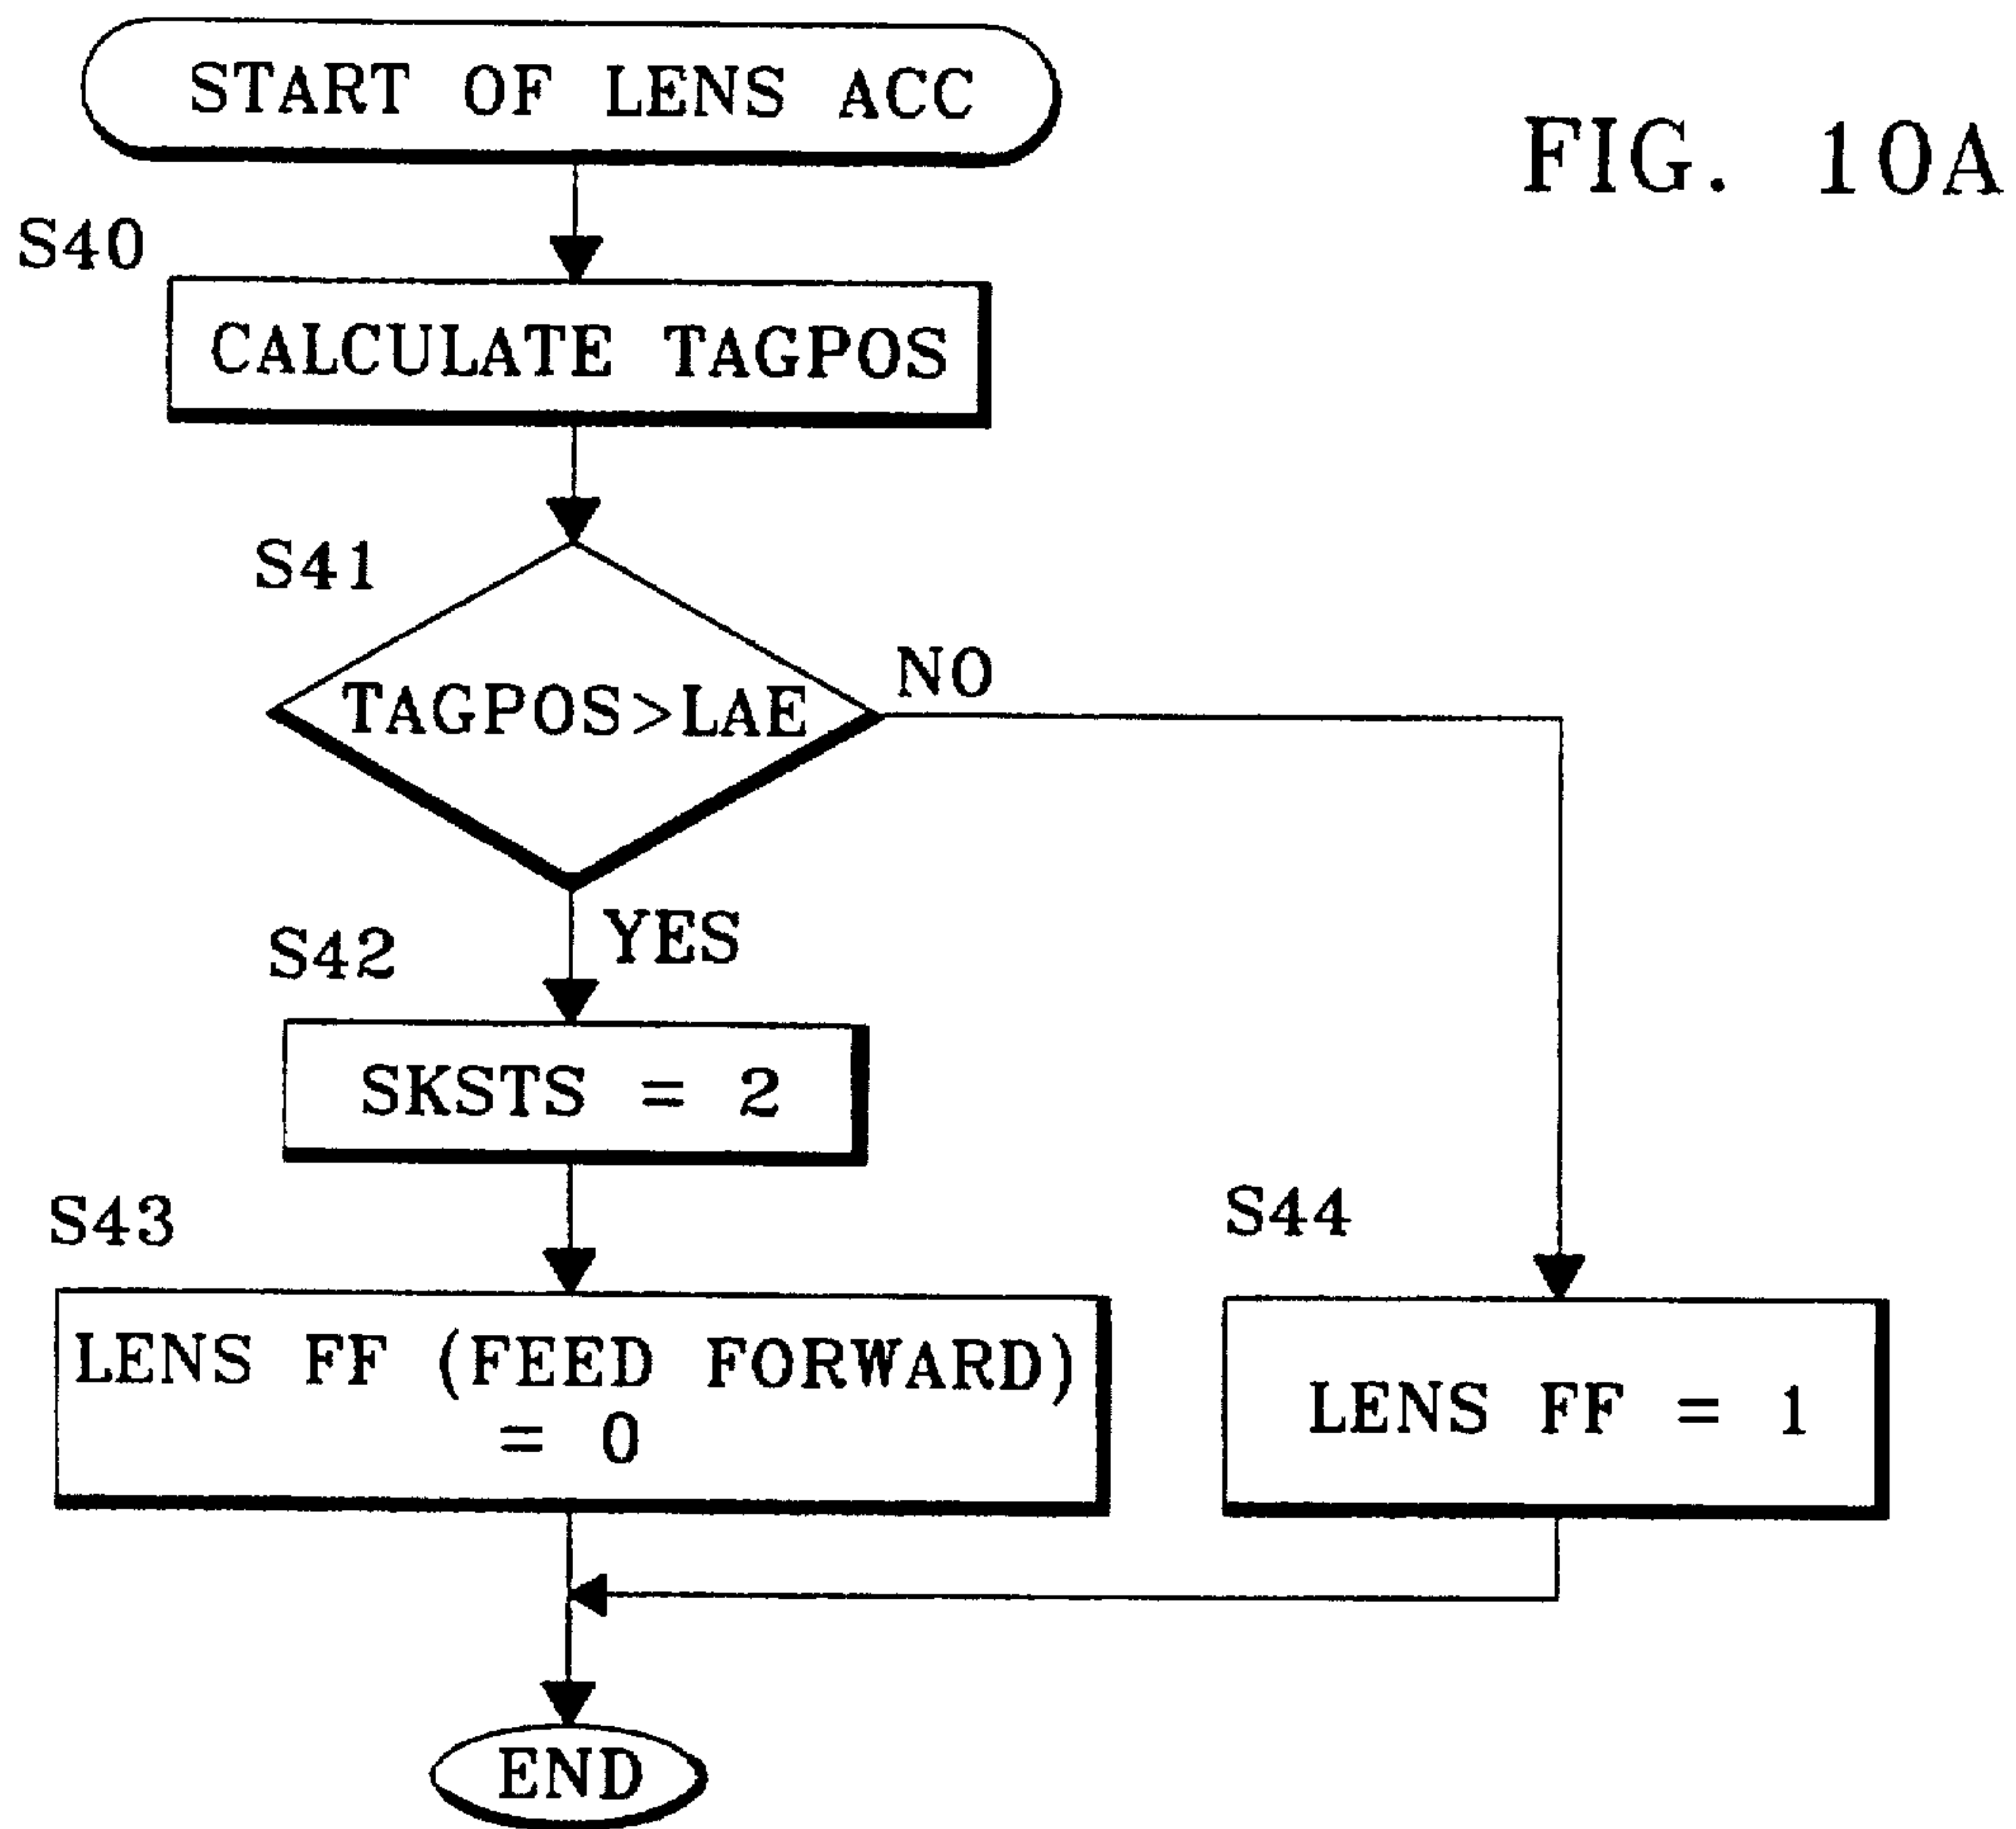 START OF LENS ACC
FIG. 10A
S40
CALCULATE TAGPOS
S41
TAGPOS>LAE
NO
YES
S42
SKSTS = 2
S43
LENS FF (FEED FORWARD)
= 0
S44
LENS FF = 1
END